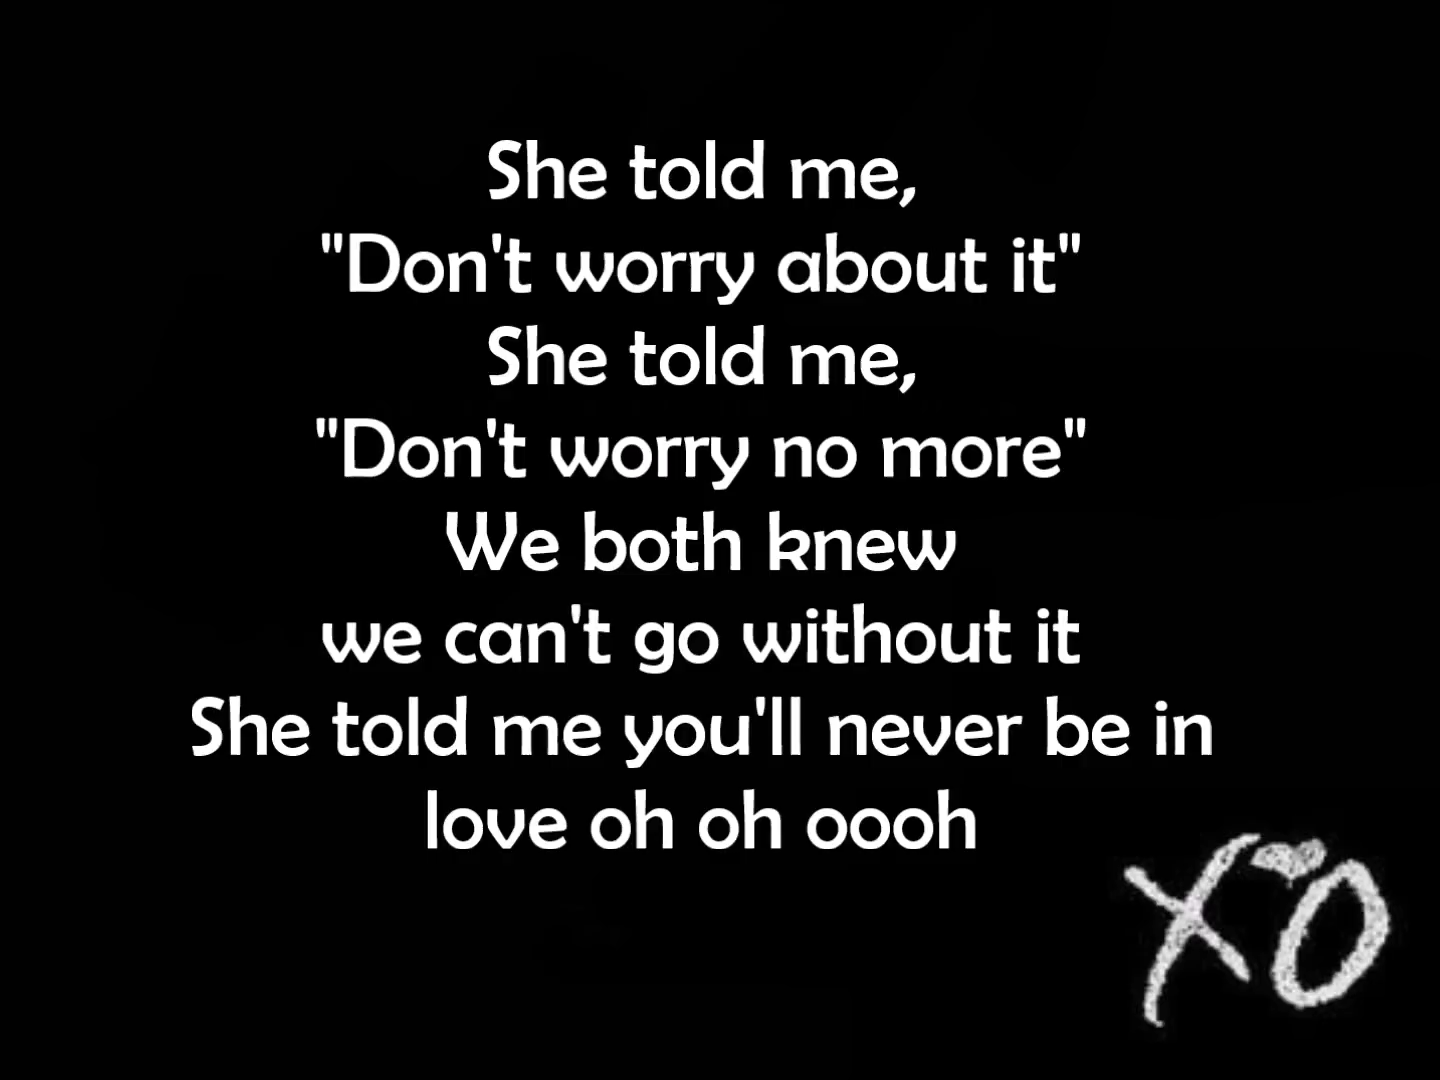 She told me,
"Don't worry about it"
She told me,
"Don't worry no more"
We both knew
we can't go without it
She told me you'll never be in
love oh oh oooh
XO